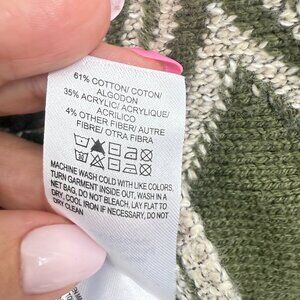 61% COTTON/ COTON/
ALGODON
35% ACRYLIC/ ACRYLIQUE/
ACRILICO
4% OTHER FIBER/ AUTRE
FIBRE/ OTRA FIBRA
MACHINE WASH COLD WITH LIKE COLORS,
TURN GARMENT INSIDE OUT, WASH IN A
NET BAG, DO NOT BLEACH, LAY FLAT TO
DRY, COOL IRON IF NECESSARY, DO NOT
DRY CLEAN